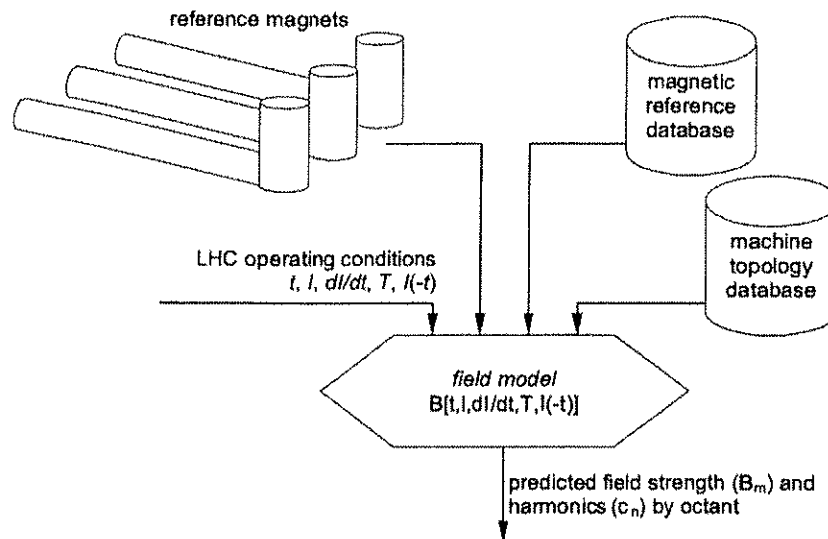 reference magnets
magnetic
reference
database
machine
topology
database
LHC operating conditions
t, I, dI/dt, T, I(-t)
field model
B[t,I,dI/dt,T,I(-t)]
predicted field strength (Bₘ) and
harmonics (cₙ) by octant